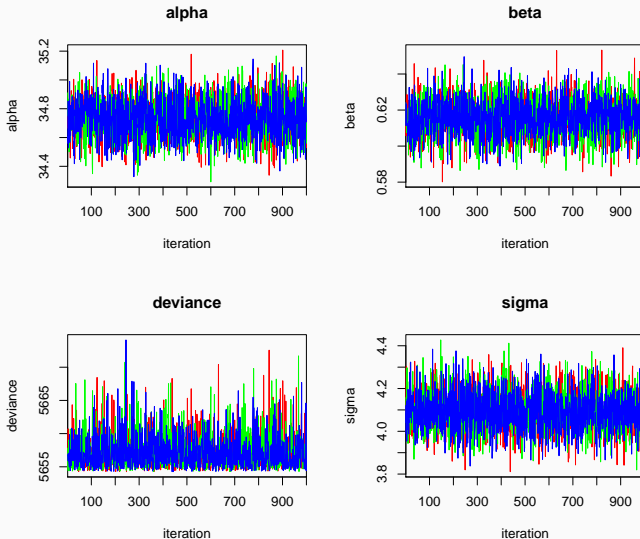 alpha
35.2
34.8
34.4
alpha
100 300 500 700 900
iteration
beta
0.62
0.58
beta
100 300 500 700 900
iteration
deviance
5665
5655
deviance
100 300 500 700 900
iteration
sigma
4.4
4.2
4.0
3.8
sigma
100 300 500 700 900
iteration